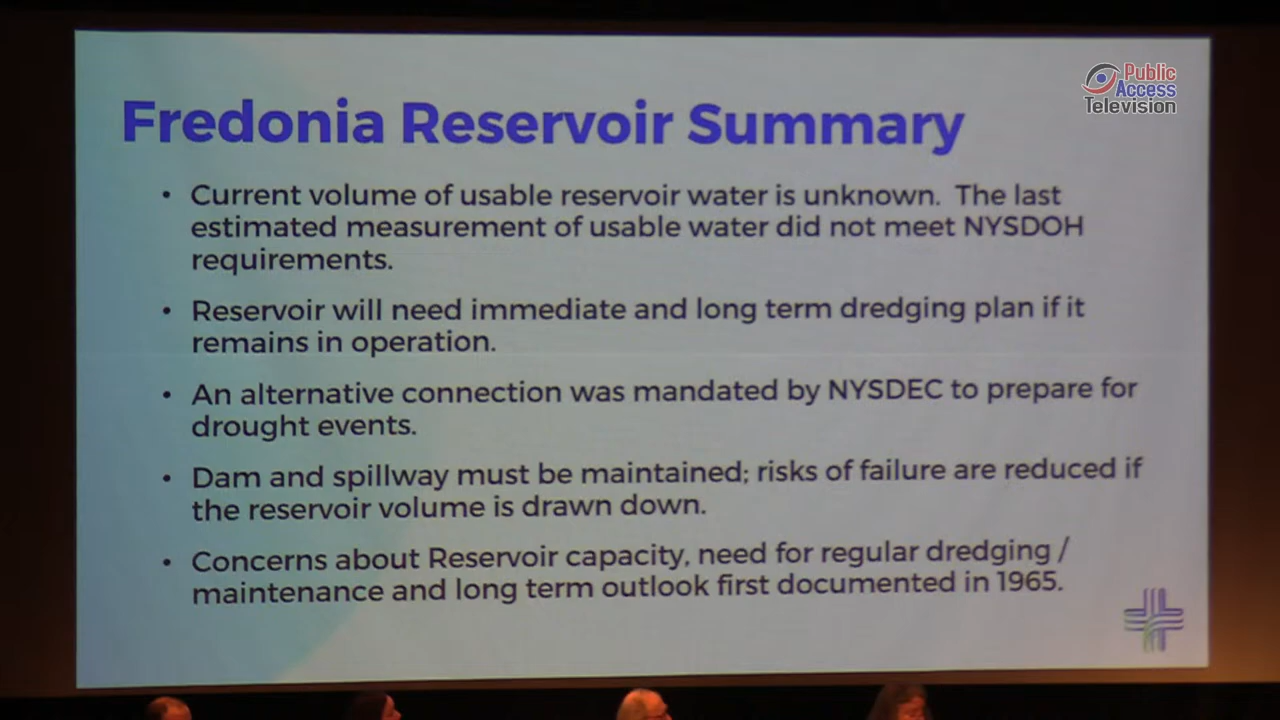 Public
Access
Television
Fredonia Reservoir Summary
• Current volume of usable reservoir water is unknown. The last
estimated measurement of usable water did not meet NYSDOH
requirements.
• Reservoir will need immediate and long term dredging plan if it
remains in operation.
• An alternative connection was mandated by NYSDEC to prepare for
drought events.
• Dam and spillway must be maintained; risks of failure are reduced if
the reservoir volume is drawn down.
• Concerns about Reservoir capacity, need for regular dredging /
maintenance and long term outlook first documented in 1965.